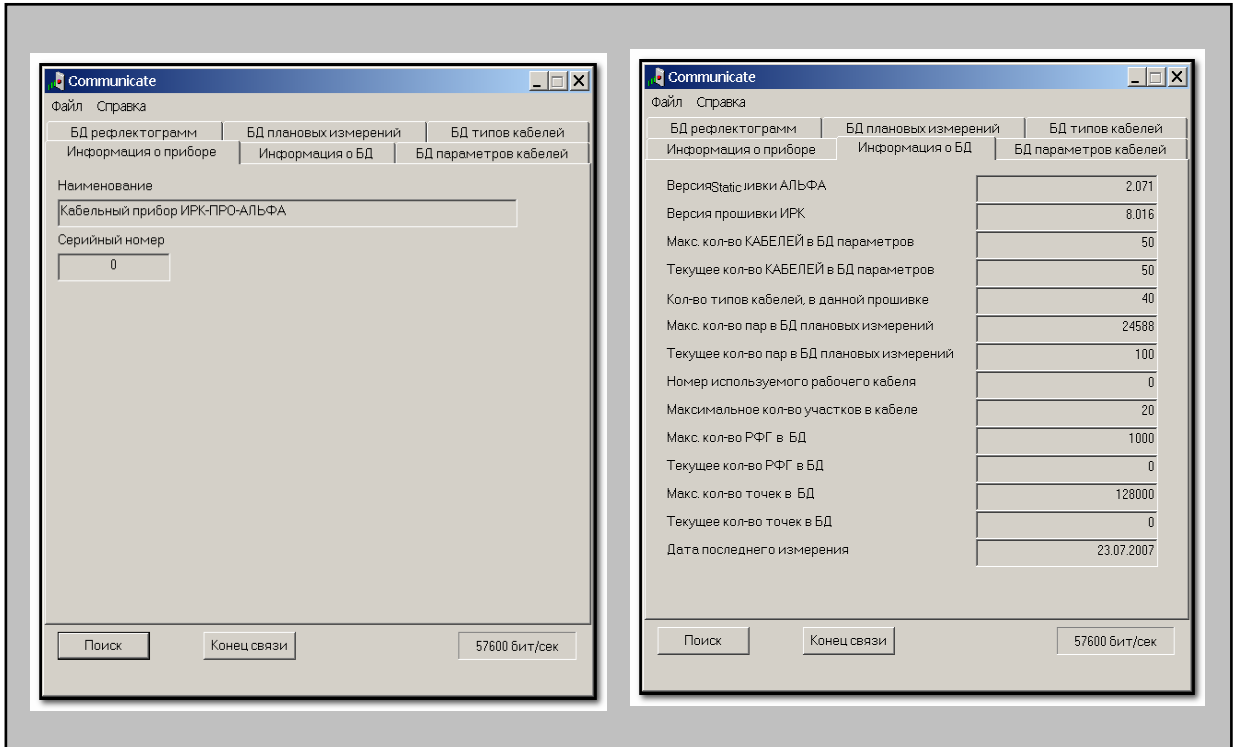 Communicate
Файл Справка
БД рефлектограмм БД плановых измерений БД типов кабелей
Информация о приборе Информация о БД БД параметров кабелей
Наименование
Кабельный прибор ИРК-ПРО-АЛЬФА
Серийный номер
0
Поиск Конец связи 57600 бит/сек
Communicate
Файл Справка
БД рефлектограмм БД плановых измерений БД типов кабелей
Информация о приборе Информация о БД БД параметров кабелей
Версия Static ивки АЛЬФА 2.071
Версия прошивки ИРК 8.016
Макс. кол-во КАБЕЛЕЙ в БД параметров 50
Текущее кол-во КАБЕЛЕЙ в БД параметров 50
Кол-во типов кабелей, в данной прошивке 40
Макс. кол-во пар в БД плановых измерений 24588
Текущее кол-во пар в БД плановых измерений 100
Номер используемого рабочего кабеля 0
Максимальное кол-во участков в кабеле 20
Макс. кол-во РФГ в БД 1000
Текущее кол-во РФГ в БД 0
Макс. кол-во точек в БД 128000
Текущее кол-во точек в БД 0
Дата последнего измерения 23.07.2007
Поиск Конец связи 57600 бит/сек